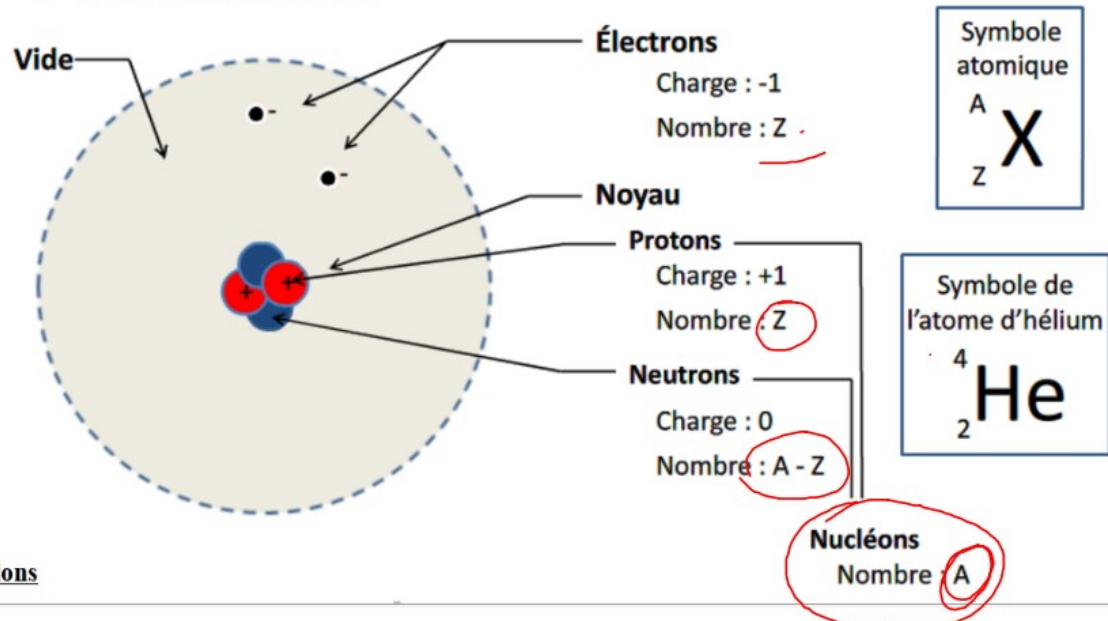 Vide
-
-
+
+
Électrons
Charge : -1
Nombre : Z
Noyau
Protons
Charge : +1
Nombre : Z
Neutrons
Charge : 0
Nombre : A - Z
Nucléons
Nombre : A
Symbole
atomique
A
X
Z
Symbole de
l'atome d'hélium
4
He
2
ons